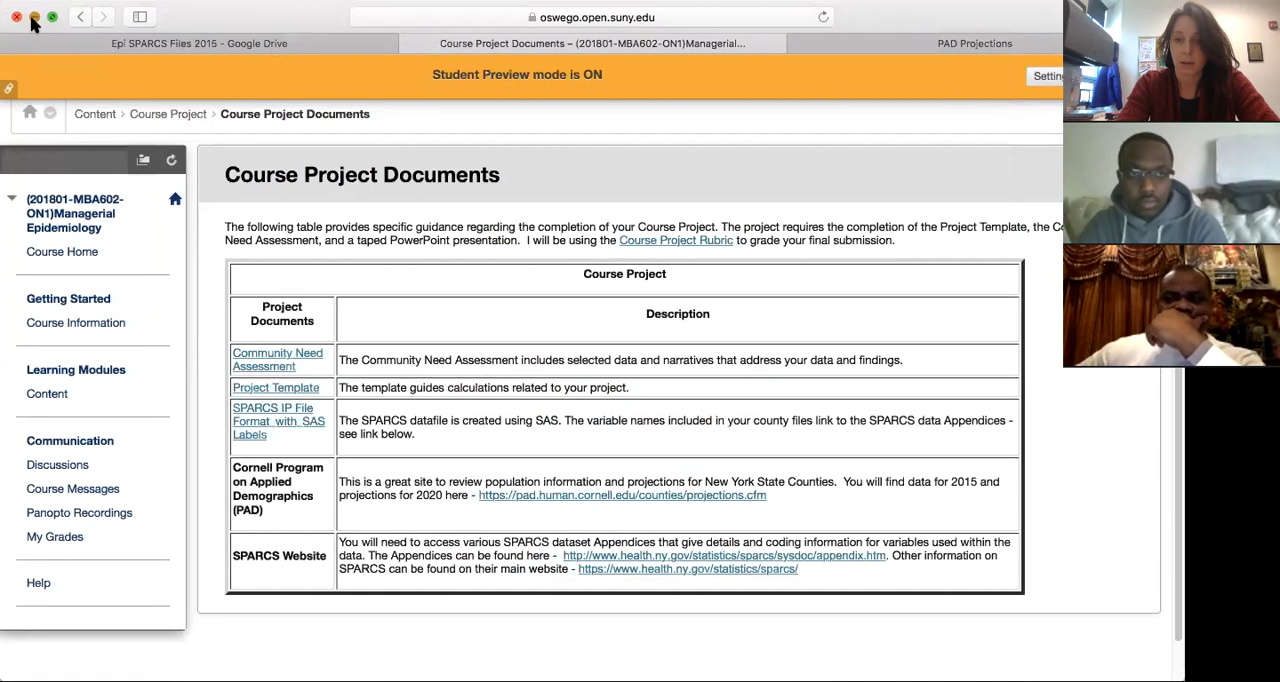 oswego.open.suny.edu
Epi SPARCS Files 2015 - Google Drive
Course Project Documents – (201801-MBA602-ON1)Managerial...
PAD Projections
Student Preview mode is ON
Settin
Content > Course Project > Course Project Documents
(201801-MBA602-
ON1)Managerial
Epidemiology
Course Home
Getting Started
Course Information
Learning Modules
Content
Communication
Discussions
Course Messages
Panopto Recordings
My Grades
Help
Course Project Documents
The following table provides specific guidance regarding the completion of your Course Project. The project requires the completion of the Project Template, the Co
Need Assessment, and a taped PowerPoint presentation. I will be using the Course Project Rubric to grade your final submission.
Course Project
Project
Documents
Description
Community Need
Assessment
The Community Need Assessment includes selected data and narratives that address your data and findings.
Project Template
The template guides calculations related to your project.
SPARCS IP File
Format_with_SAS
Labels
The SPARCS datafile is created using SAS. The variable names included in your county files link to the SPARCS data Appendices -
see link below.
Cornell Program
on Applied
Demographics
(PAD)
This is a great site to review population information and projections for New York State Counties. You will find data for 2015 and
projections for 2020 here - https://pad.human.cornell.edu/counties/projections.cfm
SPARCS Website
You will need to access various SPARCS dataset Appendices that give details and coding information for variables used within the
data. The Appendices can be found here - http://www.health.ny.gov/statistics/sparcs/sysdoc/appendix.htm. Other information on
SPARCS can be found on their main website - https://www.health.ny.gov/statistics/sparcs/